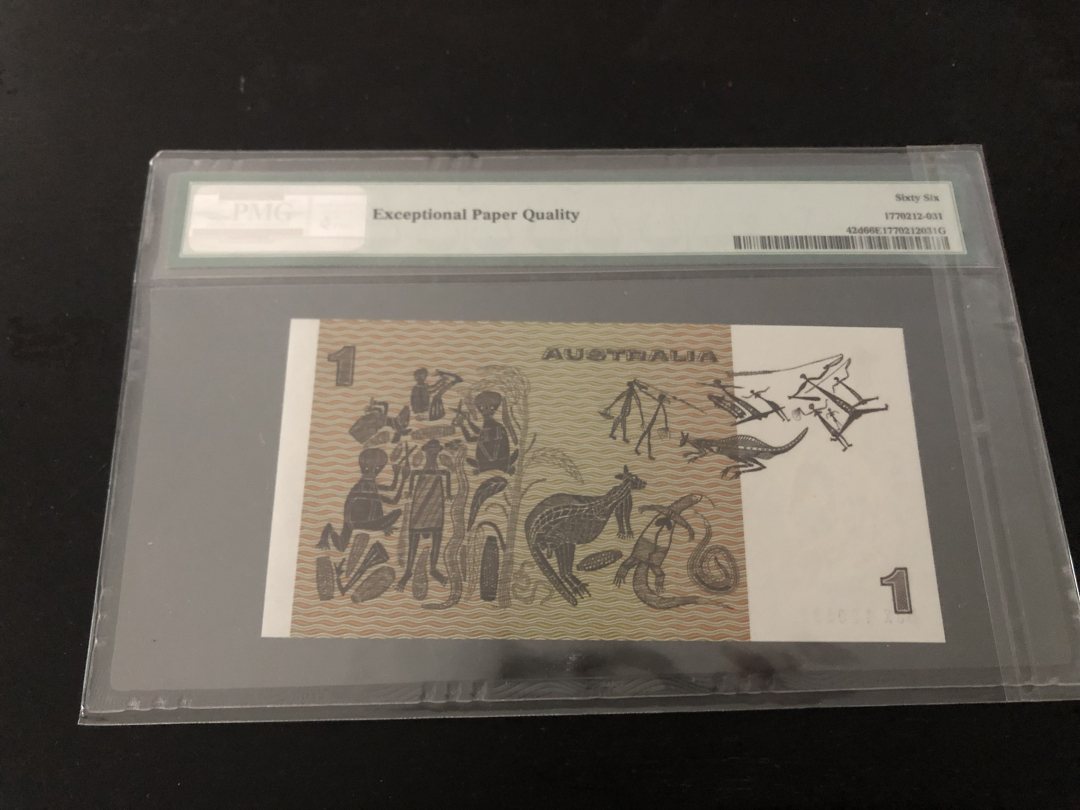 PMG
Exceptional Paper Quality
Sixty Six
1770212-031
42d66E1770212031G
1
AUSTRALIA
1